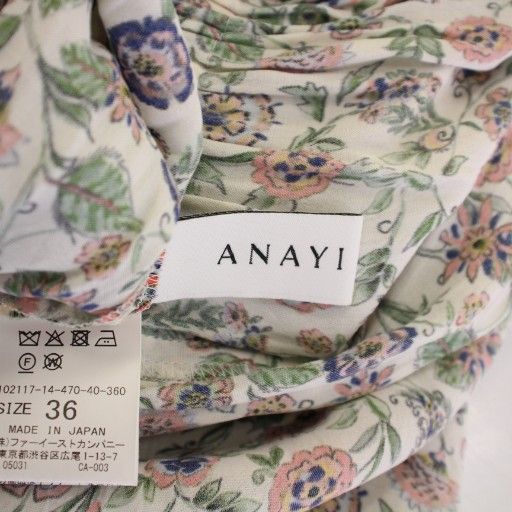 ANAYI
102117-14-470-40-360
SIZE 36
MADE IN JAPAN
(株)ファーイーストカンパニー
東京都渋谷区広尾1-13-7
05031 CA-003